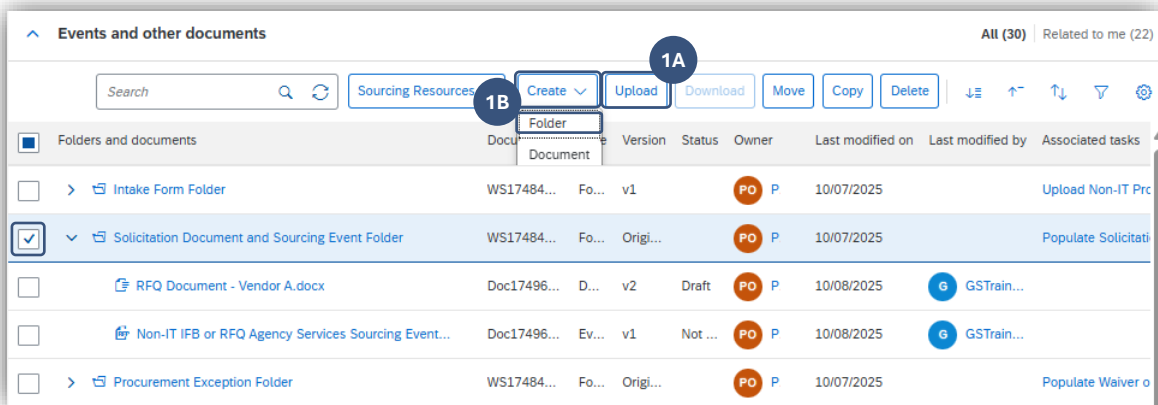 Events and other documents All (30) Related to me (22)
1A
Search Sourcing Resources 1B Create Upload Download Move Copy Delete
Folder
Folders and documents Docu e Version Status Owner Last modified on Last modified by Associated tasks
Document
Intake Form Folder WS17484... Fo... v1 PO P 10/07/2025 Upload Non-IT Pro
Solicitation Document and Sourcing Event Folder WS17484... Fo... Origi... PO P 10/07/2025 Populate Solicitati
RFQ Document - Vendor A.docx Doc17496... D... v2 Draft PO P 10/08/2025 G GSTrain...
Non-IT IFB or RFQ Agency Services Sourcing Event... Doc17496... Ev... v1 Not ... PO P 10/08/2025 G GSTrain...
Procurement Exception Folder WS17484... Fo... Origi... PO P 10/07/2025 Populate Waiver o